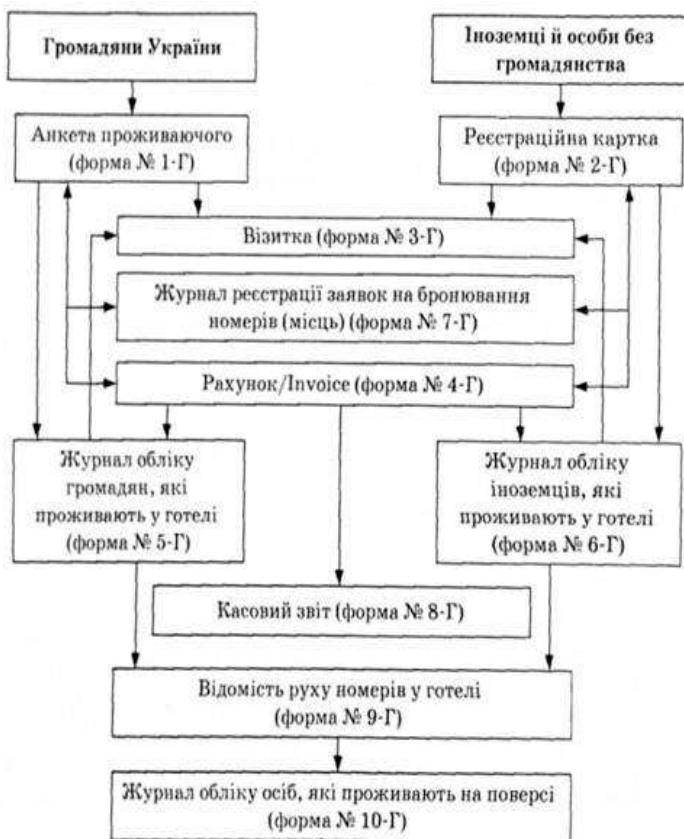 Громадяни України
Іноземці й особи без
громадянства
Анкета проживаючого
(форма № 1-Г)
Реєстраційна картка
(форма № 2-Г)
Візитка (форма № 3-Г)
Журнал реєстрації заявок на бронювання
номерів (місць) (форма № 7-Г)
Рахунок/Invoice (форма № 4-Г)
Журнал обліку
громадян, які
проживають у готелі
(форма № 5-Г)
Журнал обліку
іноземців, які
проживають у готелі
(форма № 6-Г)
Касовий звіт (форма № 8-Г)
Відомість руху номерів у готелі
(форма № 9-Г)
Журнал обліку осіб, які проживають на поверсі
(форма № 10-Г)